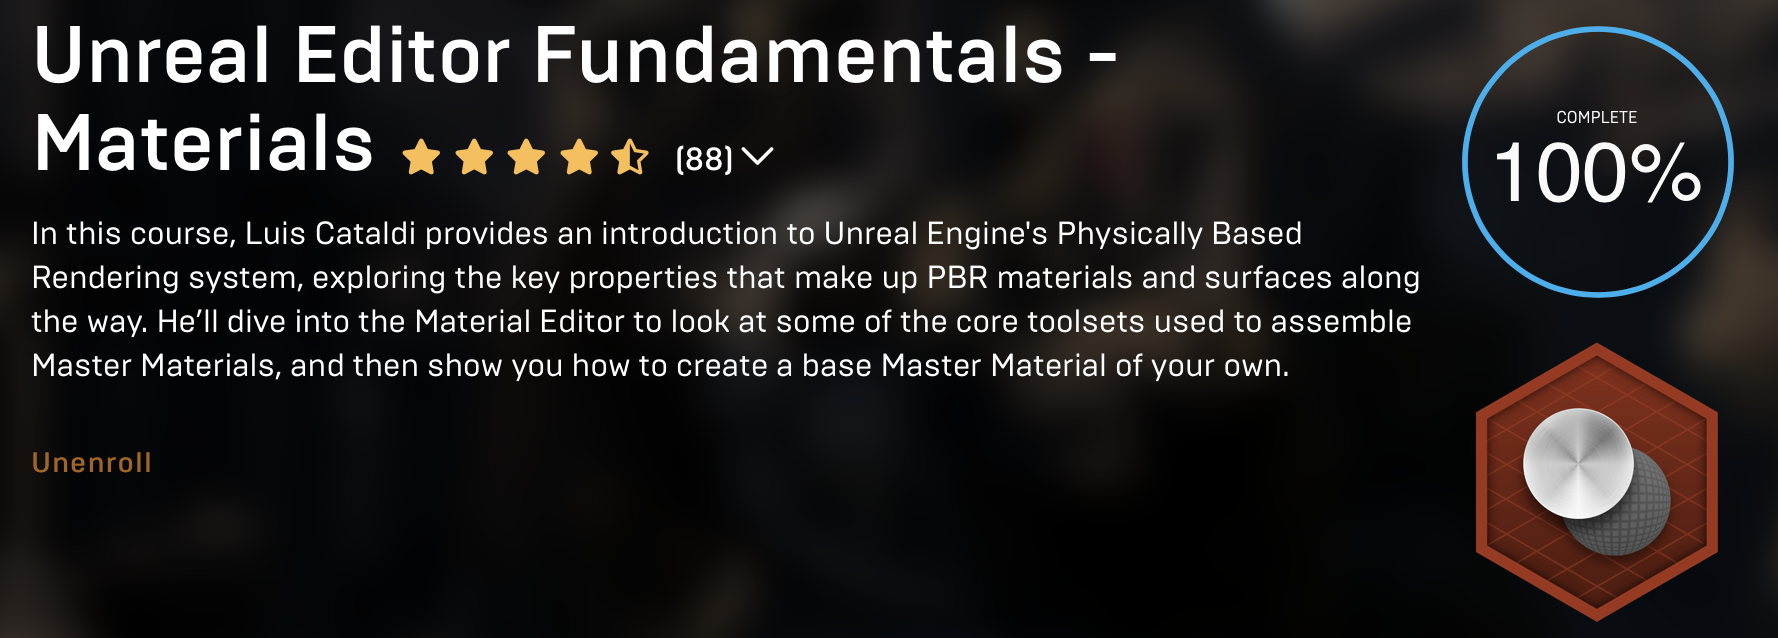 Unreal Editor Fundamentals -
Materials (88)
In this course, Luis Cataldi provides an introduction to Unreal Engine's Physically Based
Rendering system, exploring the key properties that make up PBR materials and surfaces along
the way. He’ll dive into the Material Editor to look at some of the core toolsets used to assemble
Master Materials, and then show you how to create a base Master Material of your own.
Unenroll
COMPLETE
100%